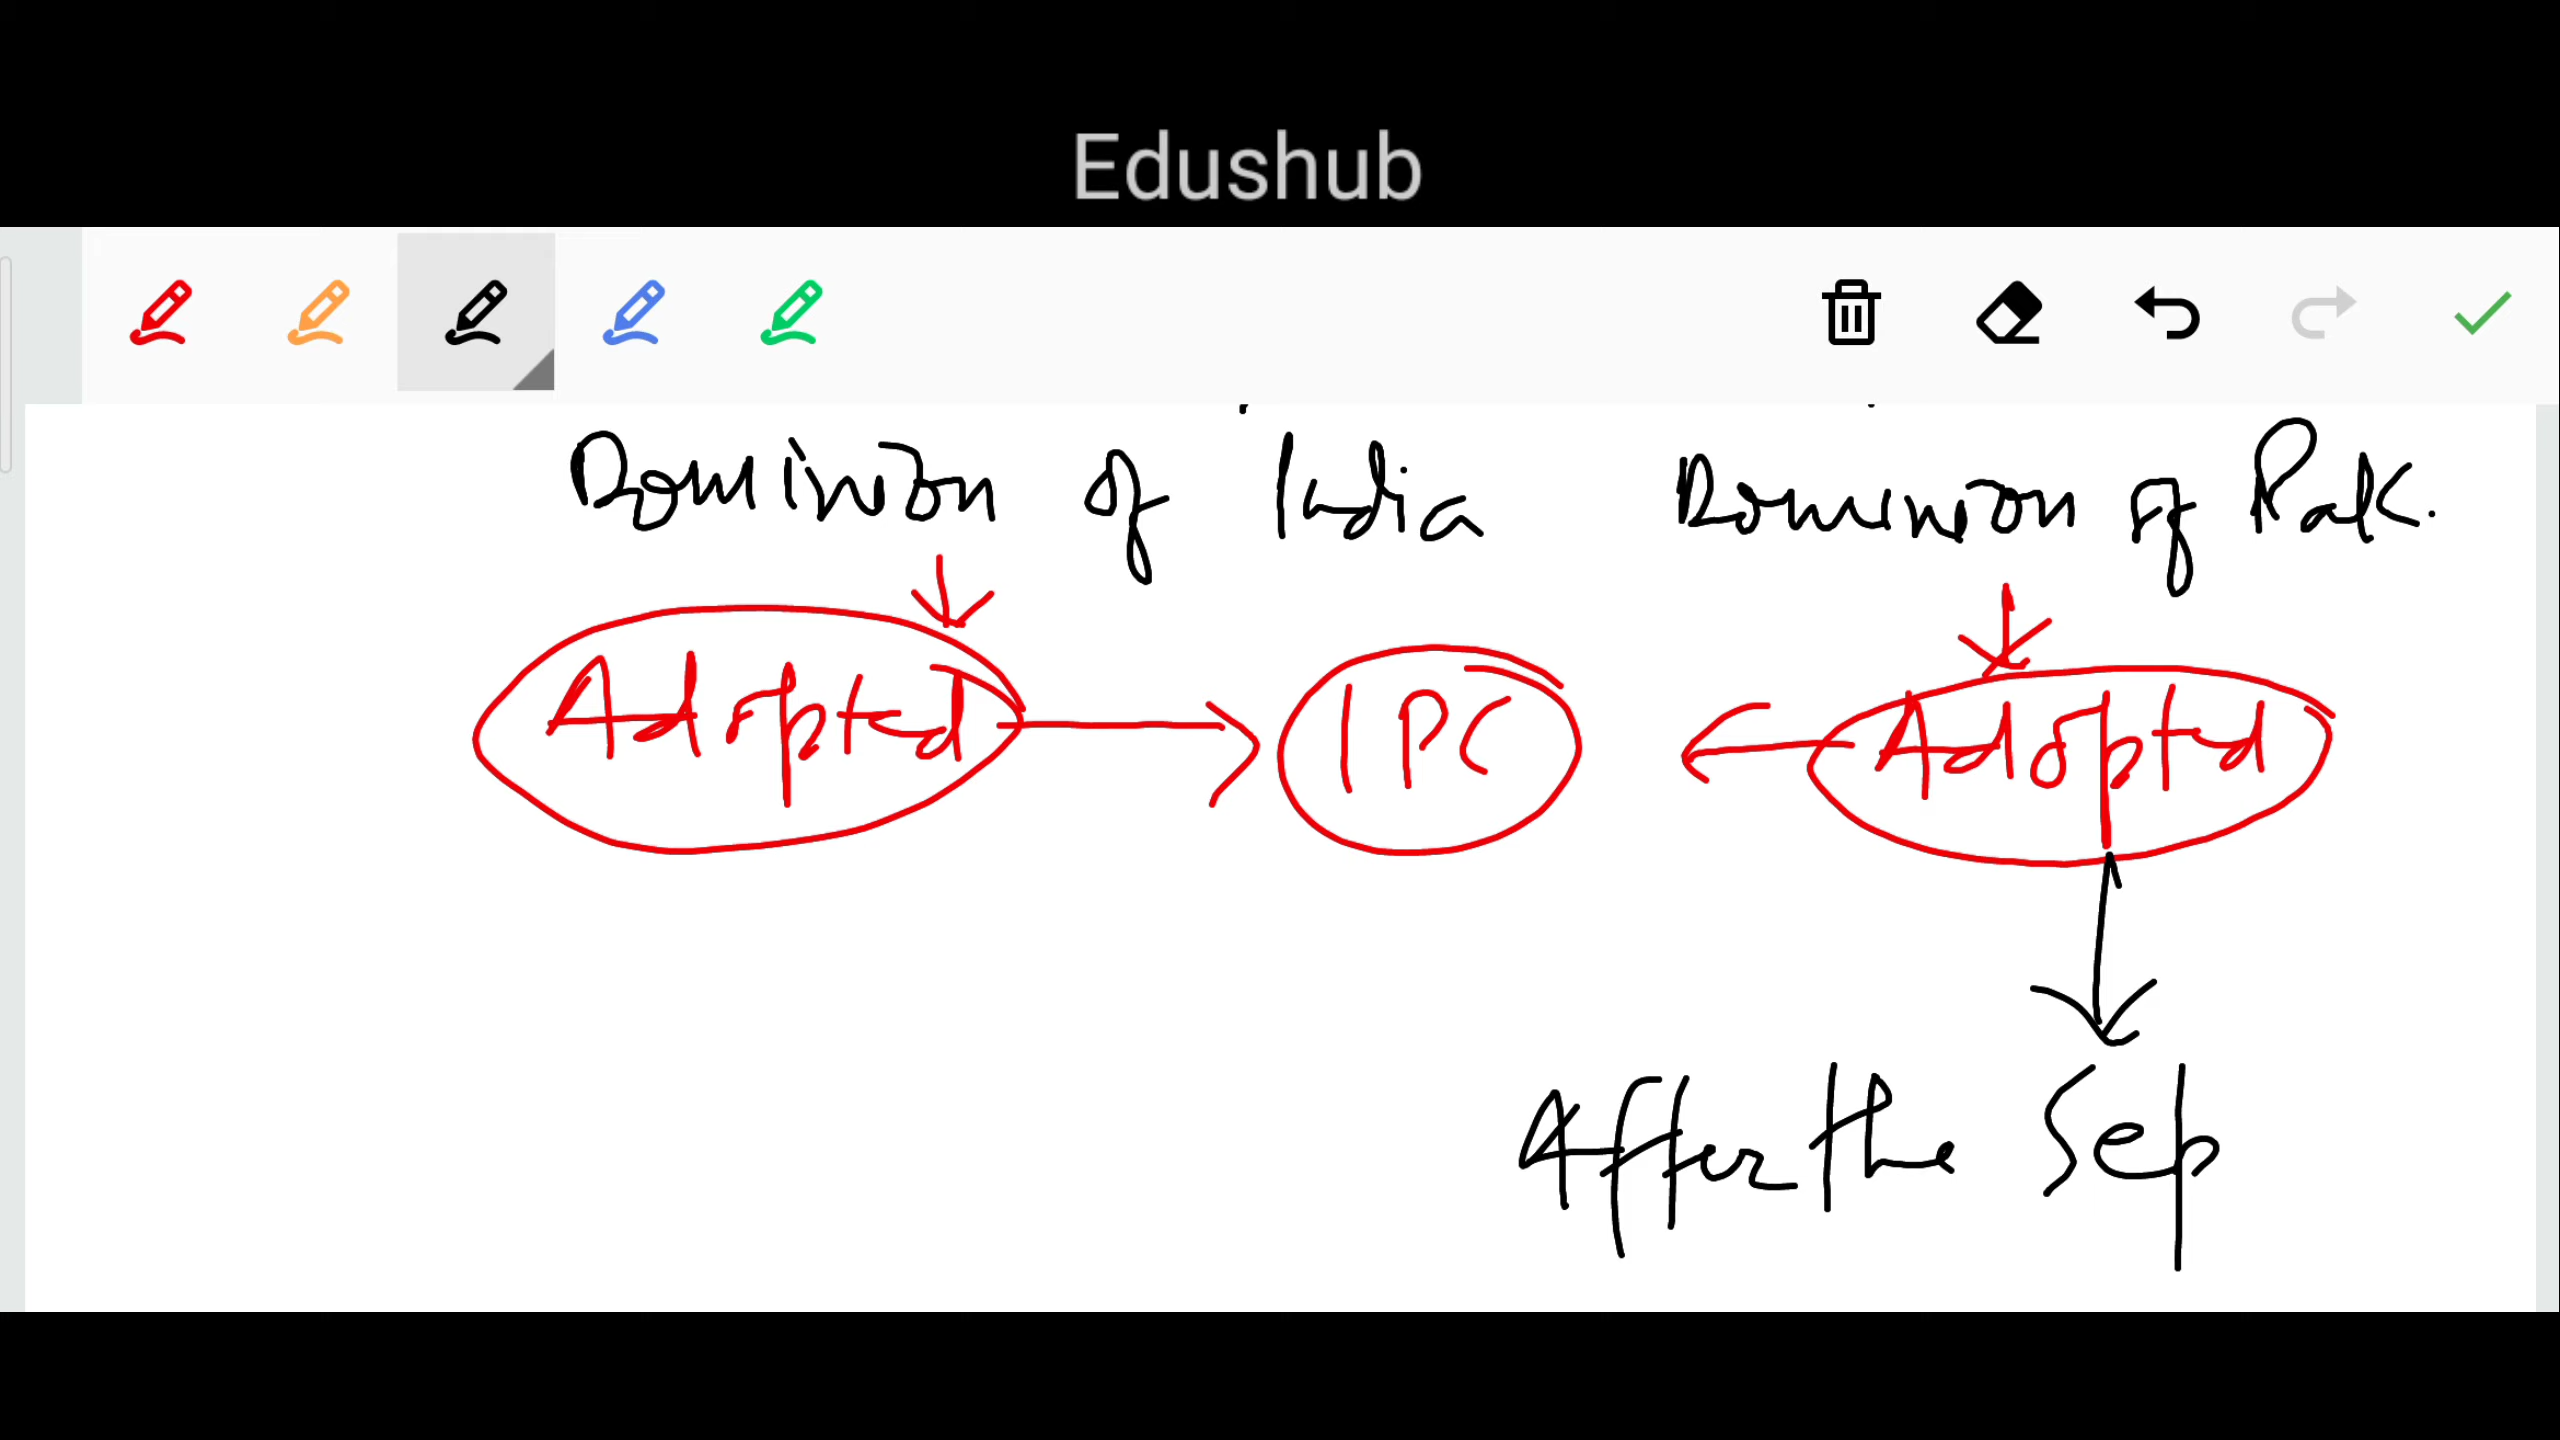 Edushub
Dominion of India Dominion of Pak.
Adopted IPC Adopted
After the Sep